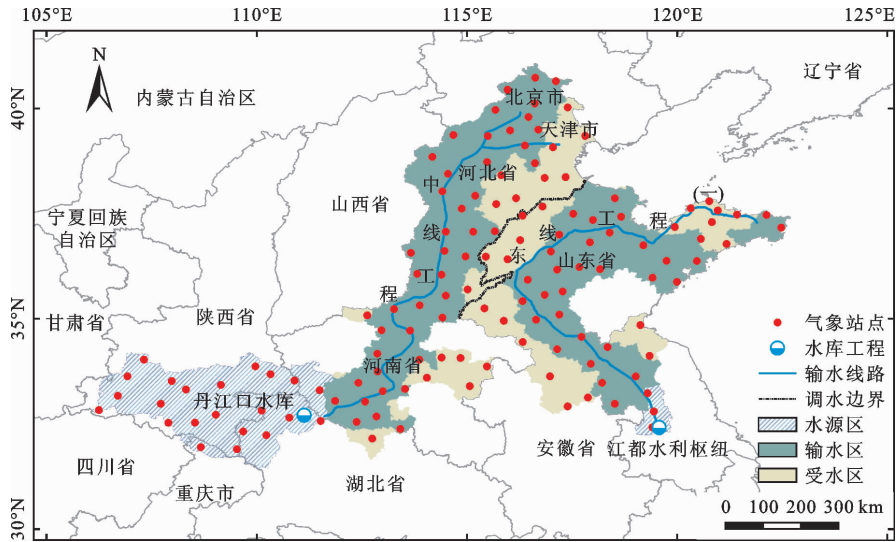 105°E
110°E
115°E
120°E
125°E
N
40°N
35°N
30°N
内蒙古自治区
辽宁省
北京市
天津市
河北省
山西省
宁夏回族
自治区
甘肃省
陕西省
中
线
工
程
东
线
工
程
(一)
山东省
河南省
丹江口水库
四川省
重庆市
湖北省
安徽省
江都水利枢纽
气象站点
水库工程
输水线路
调水边界
水源区
输水区
受水区
0 100 200 300 km